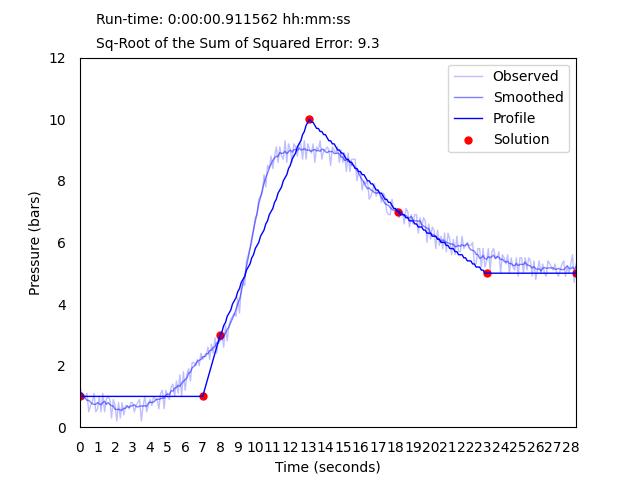 Run-time: 0:00:00.911562 hh:mm:ss
Sq-Root of the Sum of Squared Error: 9.3
12
10
8
6
4
2
0
Pressure (bars)
Observed
Smoothed
Profile
Solution
0 1 2 3 4 5 6 7 8 9 10 11 12 13 14 15 16 17 18 19 20 21 22 23 24 25 26 27 28
Time (seconds)